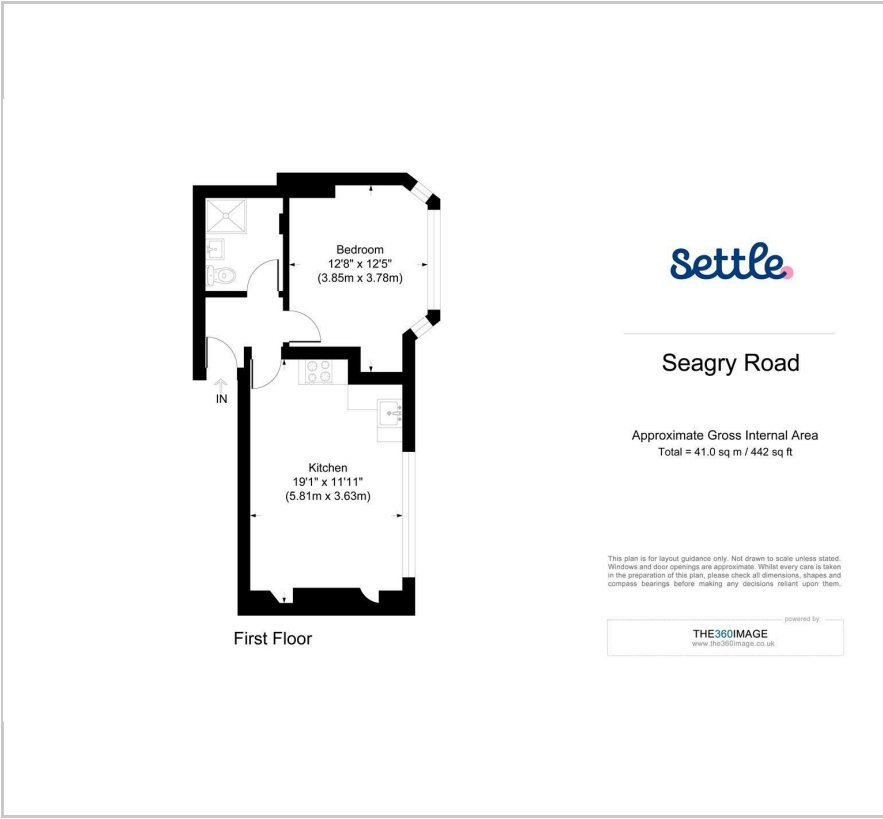 Bedroom
12'8" x 12'5"
(3.85m x 3.78m)
IN
Kitchen
19'1" x 11'11"
(5.81m x 3.63m)
First Floor
Settle
Seagry Road
Approximate Gross Internal Area
Total = 41.0 sq m / 442 sq ft
This plan is for layout guidance only. Not drawn to scale unless stated.
Windows and door openings are approximate. Whilst every care is taken
in the preparation of this plan, please check all dimensions, shapes and
compass bearings before making any decisions reliant upon them.
powered by
THE360IMAGE
www.the360image.co.uk